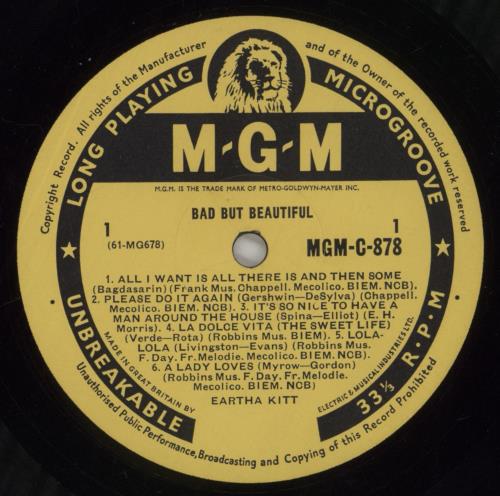 Copyright Record. All rights of the Manufacturer and of the Owner of the recorded work reserved
LONG PLAYING MICROGROOVE
M-G-M
M.G.M. IS THE TRADE MARK OF METRO-GOLDWYN-MAYER INC.
BAD BUT BEAUTIFUL
1
1
(61-MG678)
MGM-C-878
1. ALL I WANT IS ALL THERE IS AND THEN SOME
(Bagdasarin) (Frank Mus. Chappell. Mecolico. BIEM. NCB).
2. PLEASE DO IT AGAIN (Gershwin—DeSylva) (Chappell.
Mecolico. BIEM. NCB) 3. IT'S SO NICE TO HAVE A
MAN AROUND THE HOUSE (Spina—Elliot) (E. H.
Morris). 4. LA DOLCE VITA (THE SWEET LIFE)
(Verde—Rota) (Robbins Mus. BIEM) 5. LOLA-
LOLA (Livingston—Evans) (Robbins Mus.
F. Day. Fr. Melodie. Mecolico. BIEM. NCB)
6. A LADY LOVES (Myrow—Gordon)
(Robbins Mus. F. Day. Fr. Melodie.
Mecolico. BIEM. NCB)
EARTHA KITT
MADE IN GREAT BRITAIN BY
ELECTRIC & MUSICAL INDUSTRIES LTD.
UNBREAKABLE
33⅓ R.P.M
Unauthorised Public Performance, Broadcasting and Copying of this Record Prohibited